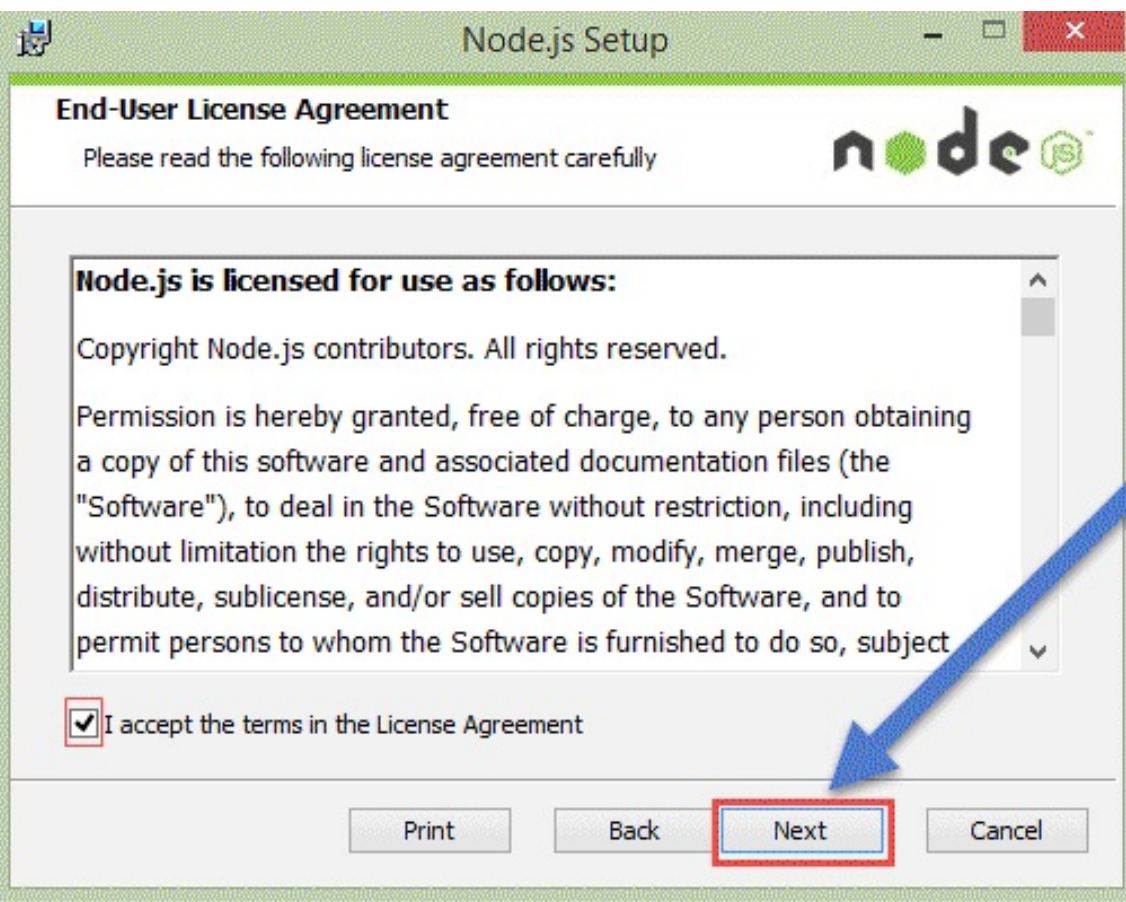 Node.js Setup
End-User License Agreement
Please read the following license agreement carefully
node JS
Node.js is licensed for use as follows:
Copyright Node.js contributors. All rights reserved.
Permission is hereby granted, free of charge, to any person obtaining
a copy of this software and associated documentation files (the
"Software"), to deal in the Software without restriction, including
without limitation the rights to use, copy, modify, merge, publish,
distribute, sublicense, and/or sell copies of the Software, and to
permit persons to whom the Software is furnished to do so, subject
I accept the terms in the License Agreement
Print Back Next Cancel